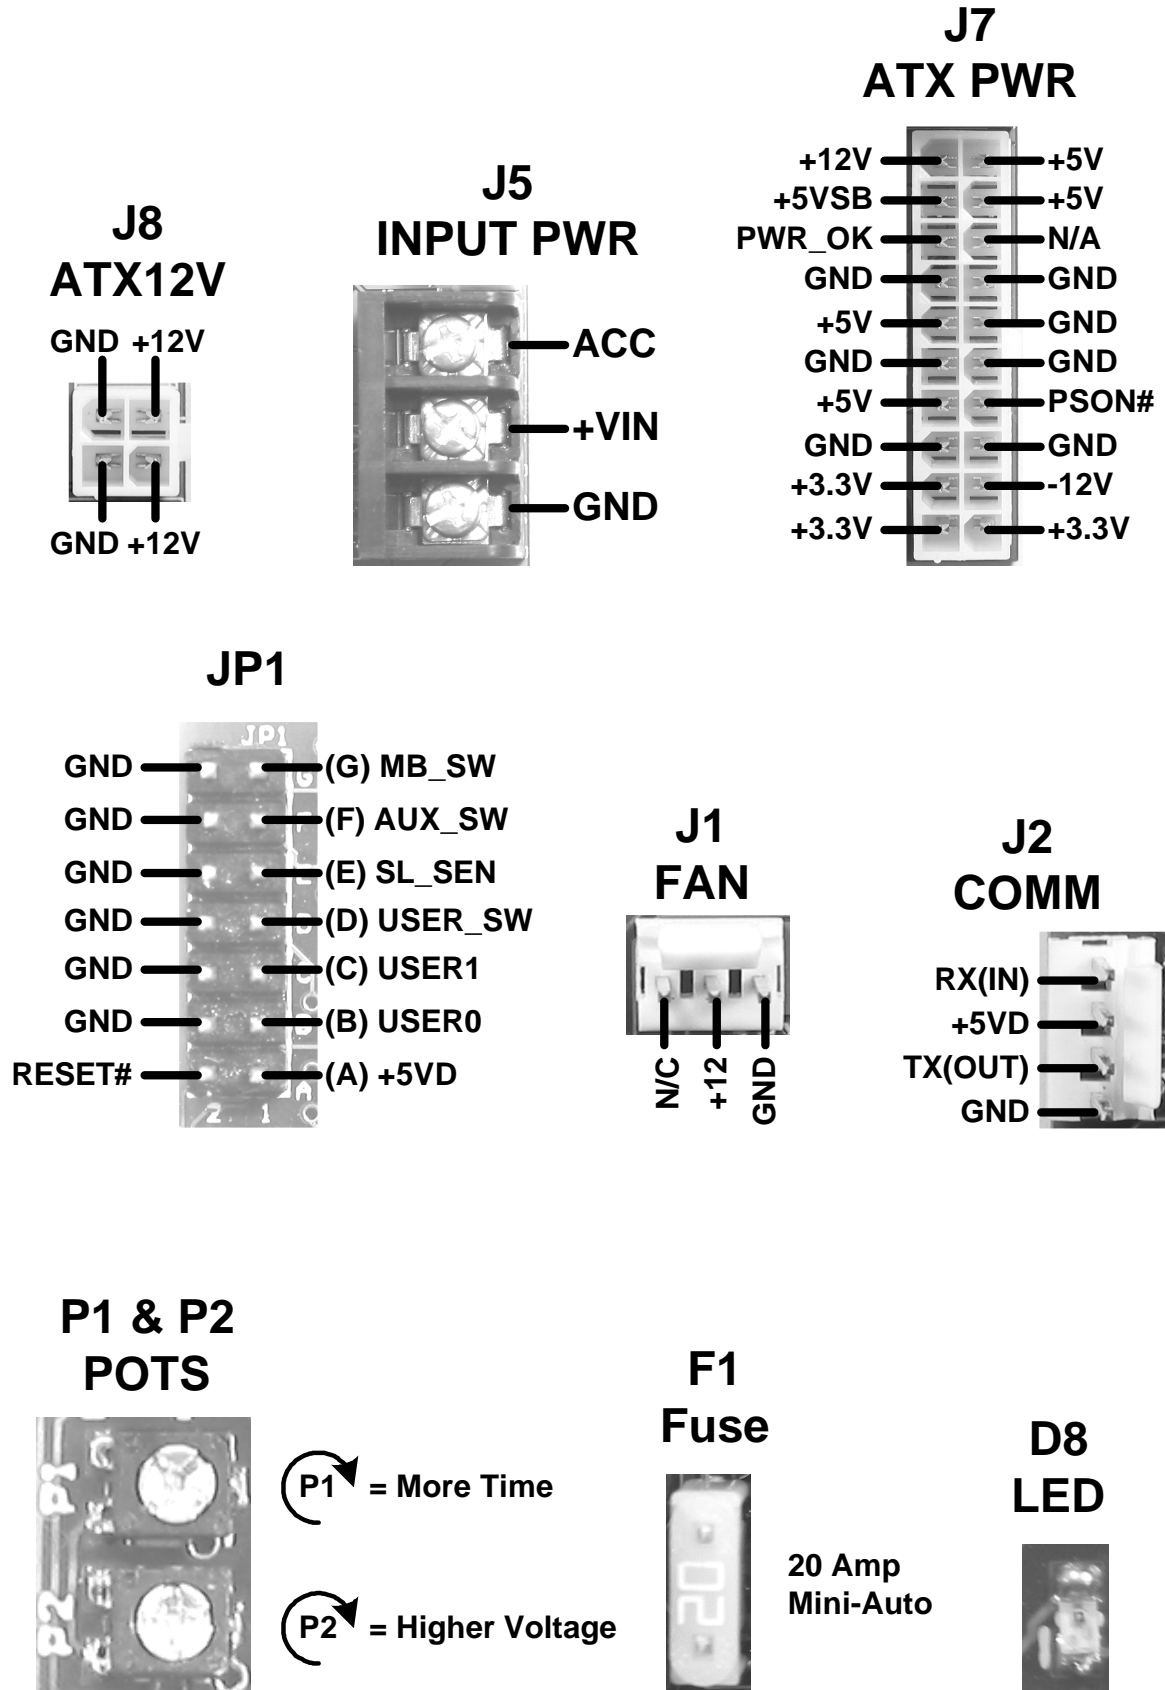 J7
ATX PWR
+12V +5V
+5VSB +5V
PWR_OK N/A
GND GND
+5V GND
GND GND
+5V PSON#
GND GND
+3.3V -12V
+3.3V +3.3V
J5
INPUT PWR
ACC
+VIN
GND
J8
ATX12V
GND +12V
GND +12V
JP1
JP1
GND (G) MB_SW
GND (F) AUX_SW
GND (E) SL_SEN
GND (D) USER_SW
GND (C) USER1
GND (B) USER0
RESET# (A) +5VD
2 1
J1
FAN
N/C
+12
GND
J2
COMM
RX(IN)
+5VD
TX(OUT)
GND
P1 & P2
POTS
P1
P2
P1 = More Time
P2 = Higher Voltage
F1
Fuse
20
20 Amp
Mini-Auto
D8
LED